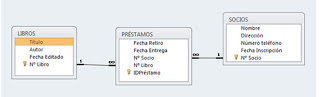 LIBROS
Título
Autor
Fecha Editado
Nº Libro
PRÉSTAMOS
Fecha Retiro
Fecha Entrega
Nº Socio
Nº Libro
IDPréstamo
SOCIOS
Nombre
Dirección
Número teléfono
Fecha Inscripción
Nº Socio
1
∞
∞
1